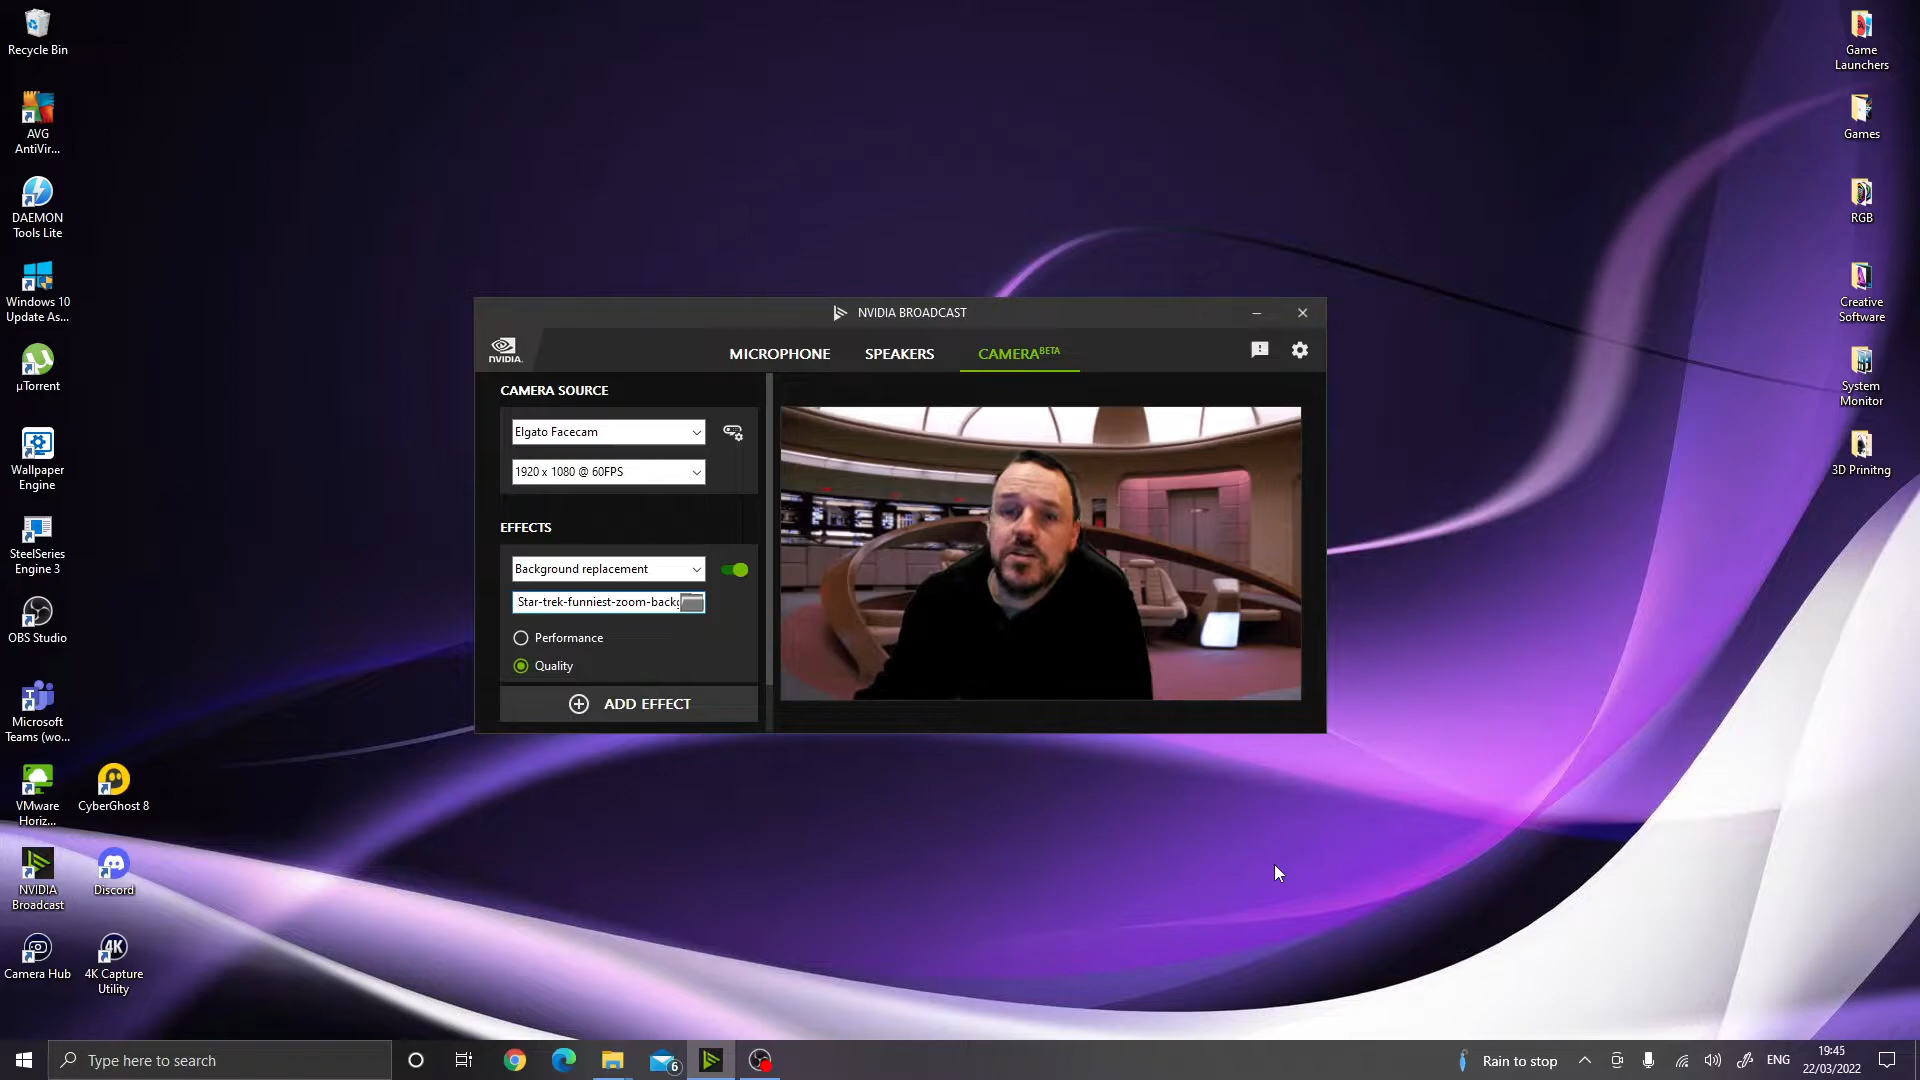 Recycle Bin
AVG
AntiVir...
DAEMON
Tools Lite
Windows 10
Update As...
µTorrent
Wallpaper
Engine
SteelSeries
Engine 3
OBS Studio
Microsoft
Teams (wo...
VMware
Horiz...
CyberGhost 8
NVIDIA
Broadcast
Discord
Camera Hub
4K
4K Capture
Utility
NVIDIA BROADCAST
NVIDIA.
MICROPHONE
SPEAKERS
CAMERA BETA
CAMERA SOURCE
Elgato Facecam
1920 x 1080 @ 60FPS
EFFECTS
Background replacement
Star-trek-funniest-zoom-backg
Performance
Quality
ADD EFFECT
Game
Launchers
Games
RGB
Creative
Software
System
Monitor
3D Prinitng
Type here to search
6
Rain to stop
ENG
19:45
22/03/2022